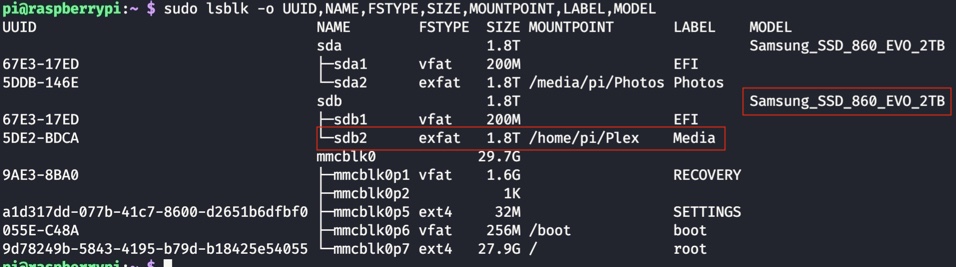 pi@raspberrypi:~ $ sudo lsblk -o UUID,NAME,FSTYPE,SIZE,MOUNTPOINT,LABEL,MODEL
UUID                                 NAME        FSTYPE  SIZE MOUNTPOINT       LABEL    MODEL
                                     sda                 1.8T                           Samsung_SSD_860_EVO_2TB
67E3-17ED                            ├─sda1      vfat    200M                  EFI
5DDB-146E                            └─sda2      exfat   1.8T /media/pi/Photos Photos
                                     sdb                 1.8T                           Samsung_SSD_860_EVO_2TB
67E3-17ED                            ├─sdb1      vfat    200M                  EFI
5DE2-BDCA                            └─sdb2      exfat   1.8T /home/pi/Plex    Media
                                     mmcblk0            29.7G
9AE3-8BA0                            ├─mmcblk0p1 vfat    1.6G                  RECOVERY
                                     ├─mmcblk0p2           1K
a1d317dd-077b-41c7-8600-d2651b6dfbf0 ├─mmcblk0p5 ext4     32M                  SETTINGS
055E-C48A                            ├─mmcblk0p6 vfat    256M /boot            boot
9d78249b-5843-4195-b79d-b18425e54055 └─mmcblk0p7 ext4   27.9G /                root
pi@raspberrypi:~ $